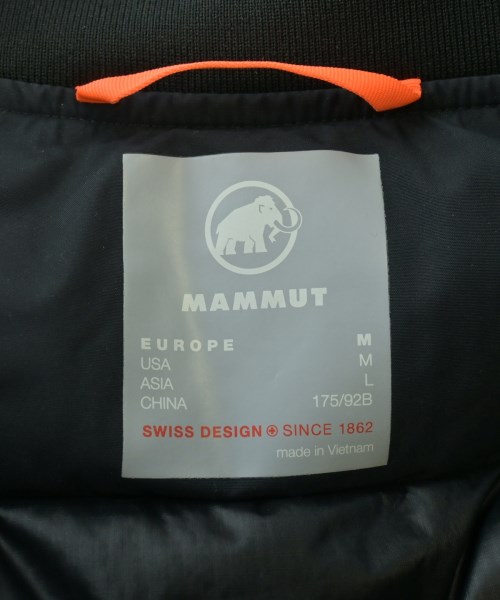 MAMMUT
EUROPE M
USA M
ASIA L
CHINA 175/92B
SWISS DESIGN SINCE 1862
made in Vietnam